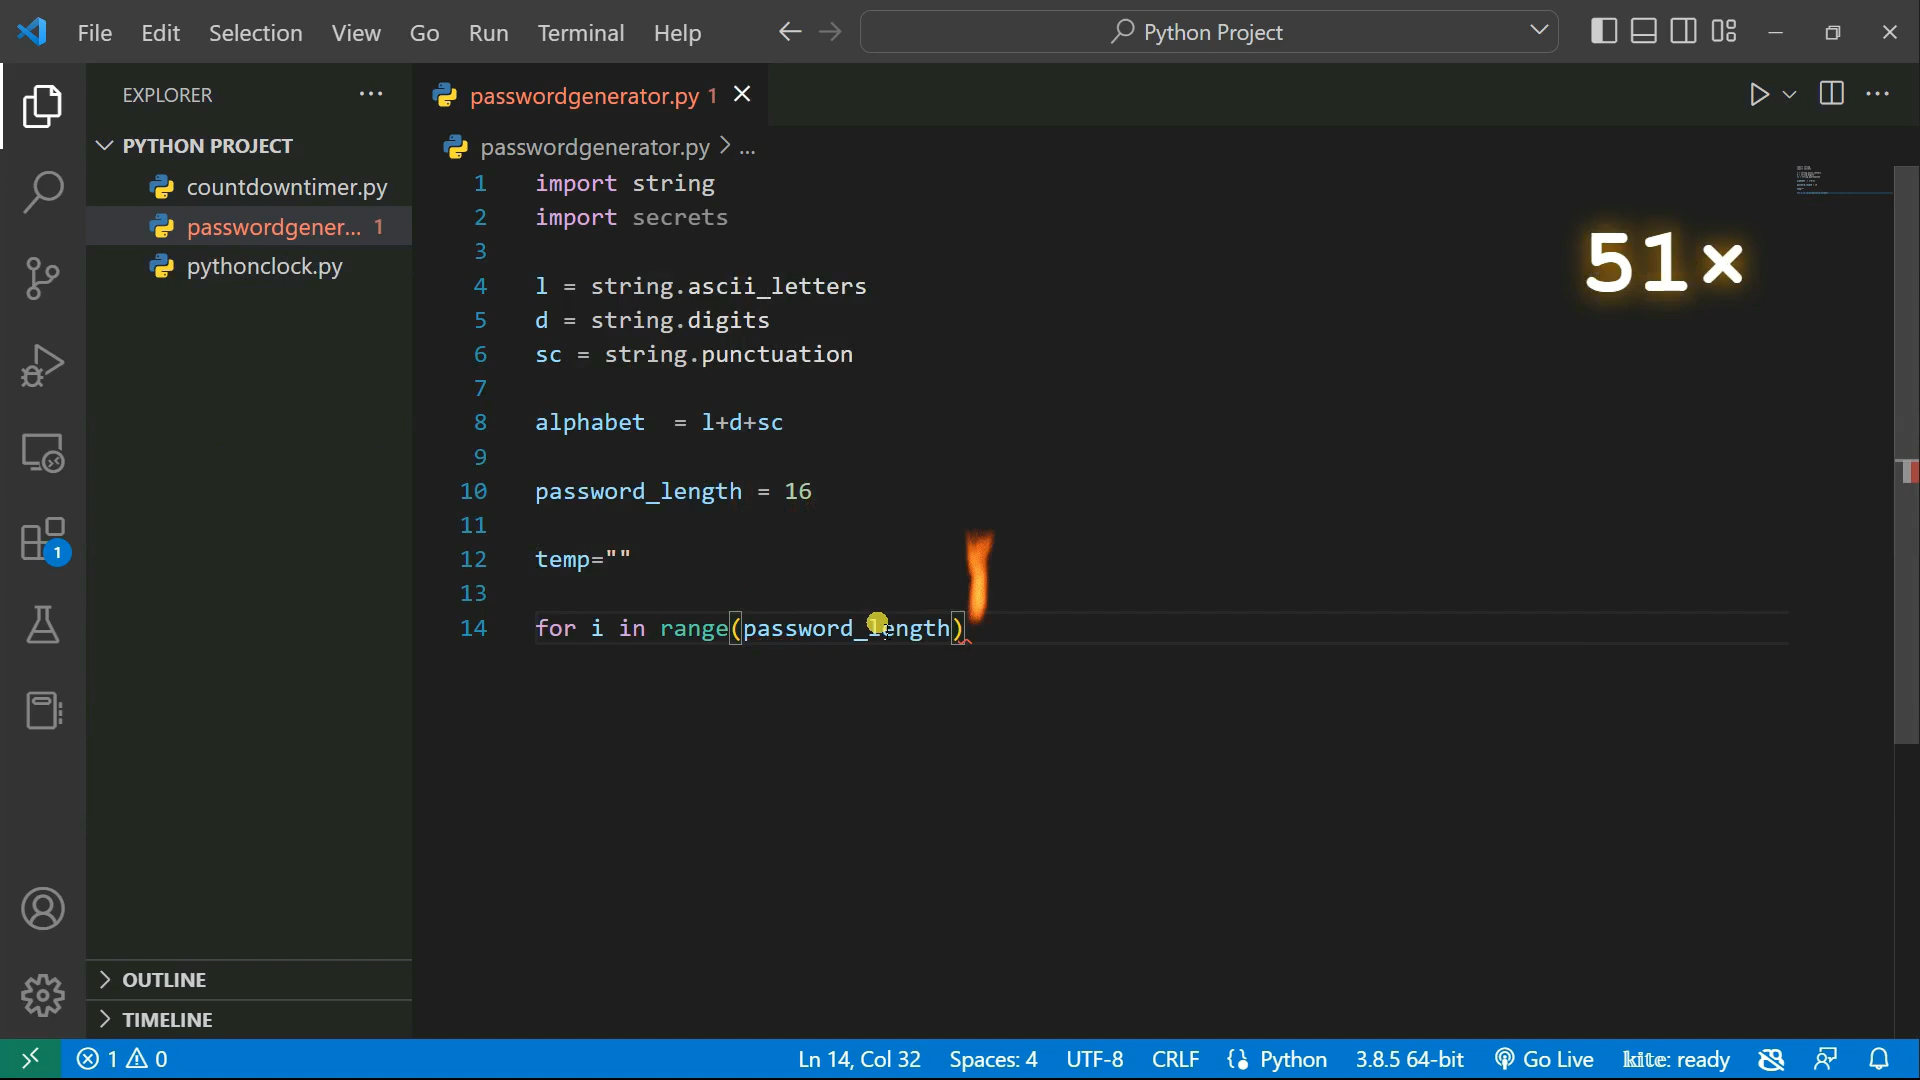 File Edit Selection View Go Run Terminal Help
Python Project
EXPLORER
PYTHON PROJECT
countdowntimer.py
passwordgener... 1
pythonclock.py
passwordgenerator.py 1
passwordgenerator.py > ...
1 import string
2 import secrets
3
4 l = string.ascii_letters
5 d = string.digits
6 sc = string.punctuation
7
8 alphabet  = l+d+sc
9
10 password_length = 16
11
12 temp=""
13
14 for i in range(password_length)
51×
1
OUTLINE
TIMELINE
1 0 Ln 14, Col 32 Spaces: 4 UTF-8 CRLF Python 3.8.5 64-bit Go Live kite: ready